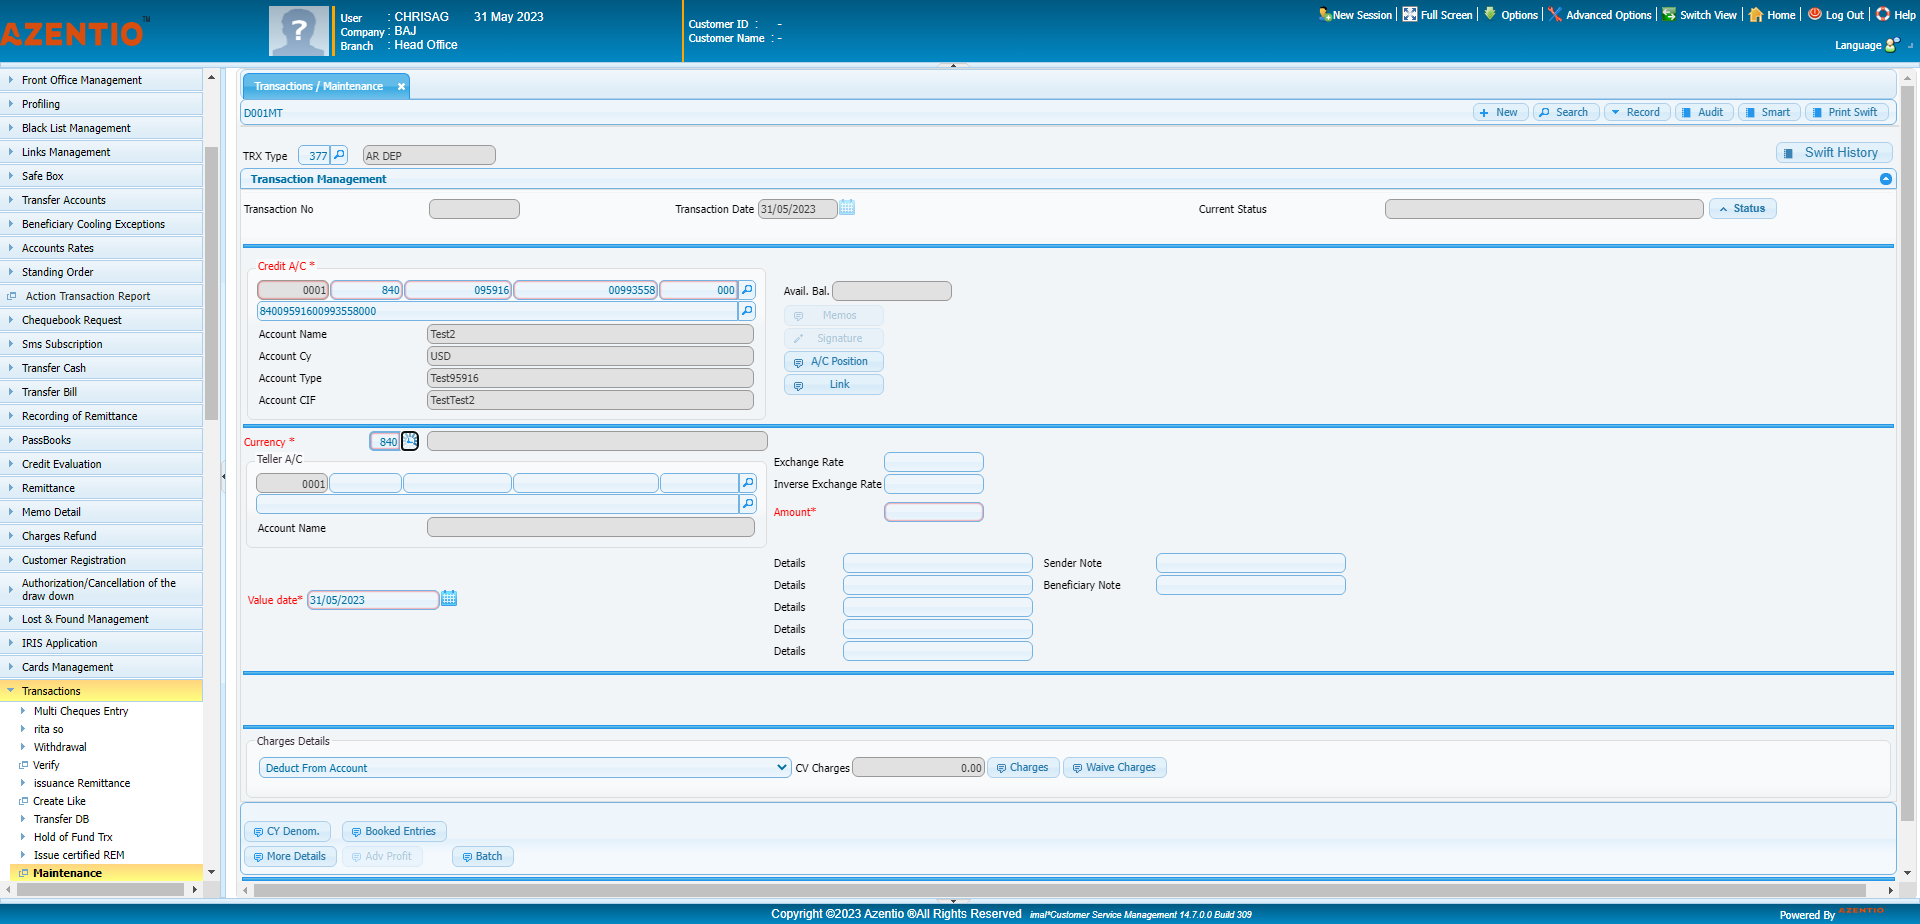 AZENTIO™
User : CHRISAG 31 May 2023
Company : BAJ
Branch : Head Office
Customer ID : -
Customer Name : -
New Session
Full Screen
Options
Advanced Options
Switch View
Home
Log Out
Help
Language
Front Office Management
Profiling
Black List Management
Links Management
Safe Box
Transfer Accounts
Beneficiary Cooling Exceptions
Accounts Rates
Standing Order
Action Transaction Report
Chequebook Request
Sms Subscription
Transfer Cash
Transfer Bill
Recording of Remittance
PassBooks
Credit Evaluation
Remittance
Memo Detail
Charges Refund
Customer Registration
Authorization/Cancellation of the
draw down
Lost & Found Management
IRIS Application
Cards Management
Transactions
Multi Cheques Entry
rita so
Withdrawal
Verify
issuance Remittance
Create Like
Transfer DB
Hold of Fund Trx
Issue certified REM
Maintenance
Transactions / Maintenance
D001MT
New
Search
Record
Audit
Smart
Print Swift
TRX Type 377 AR DEP
Swift History
Transaction Management
Transaction No
Transaction Date 31/05/2023
Current Status
Status
Credit A/C *
0001 840 095916 00993558 000
84009591600993558000
Account Name Test2
Account Cy USD
Account Type Test95916
Account CIF TestTest2
Avail. Bal.
Memos
Signature
A/C Position
Link
Currency * 840
Teller A/C
0001
Account Name
Exchange Rate
Inverse Exchange Rate
Amount*
Value date* 31/05/2023
Details
Details
Details
Details
Details
Sender Note
Beneficiary Note
Charges Details
Deduct From Account
CV Charges 0.00
Charges
Waive Charges
CY Denom.
Booked Entries
More Details
Adv Profit
Batch
Copyright ©2023 Azentio ®All Rights Reserved imal*Customer Service Management 14.7.0.0 Build 309
Powered By AZENTIO